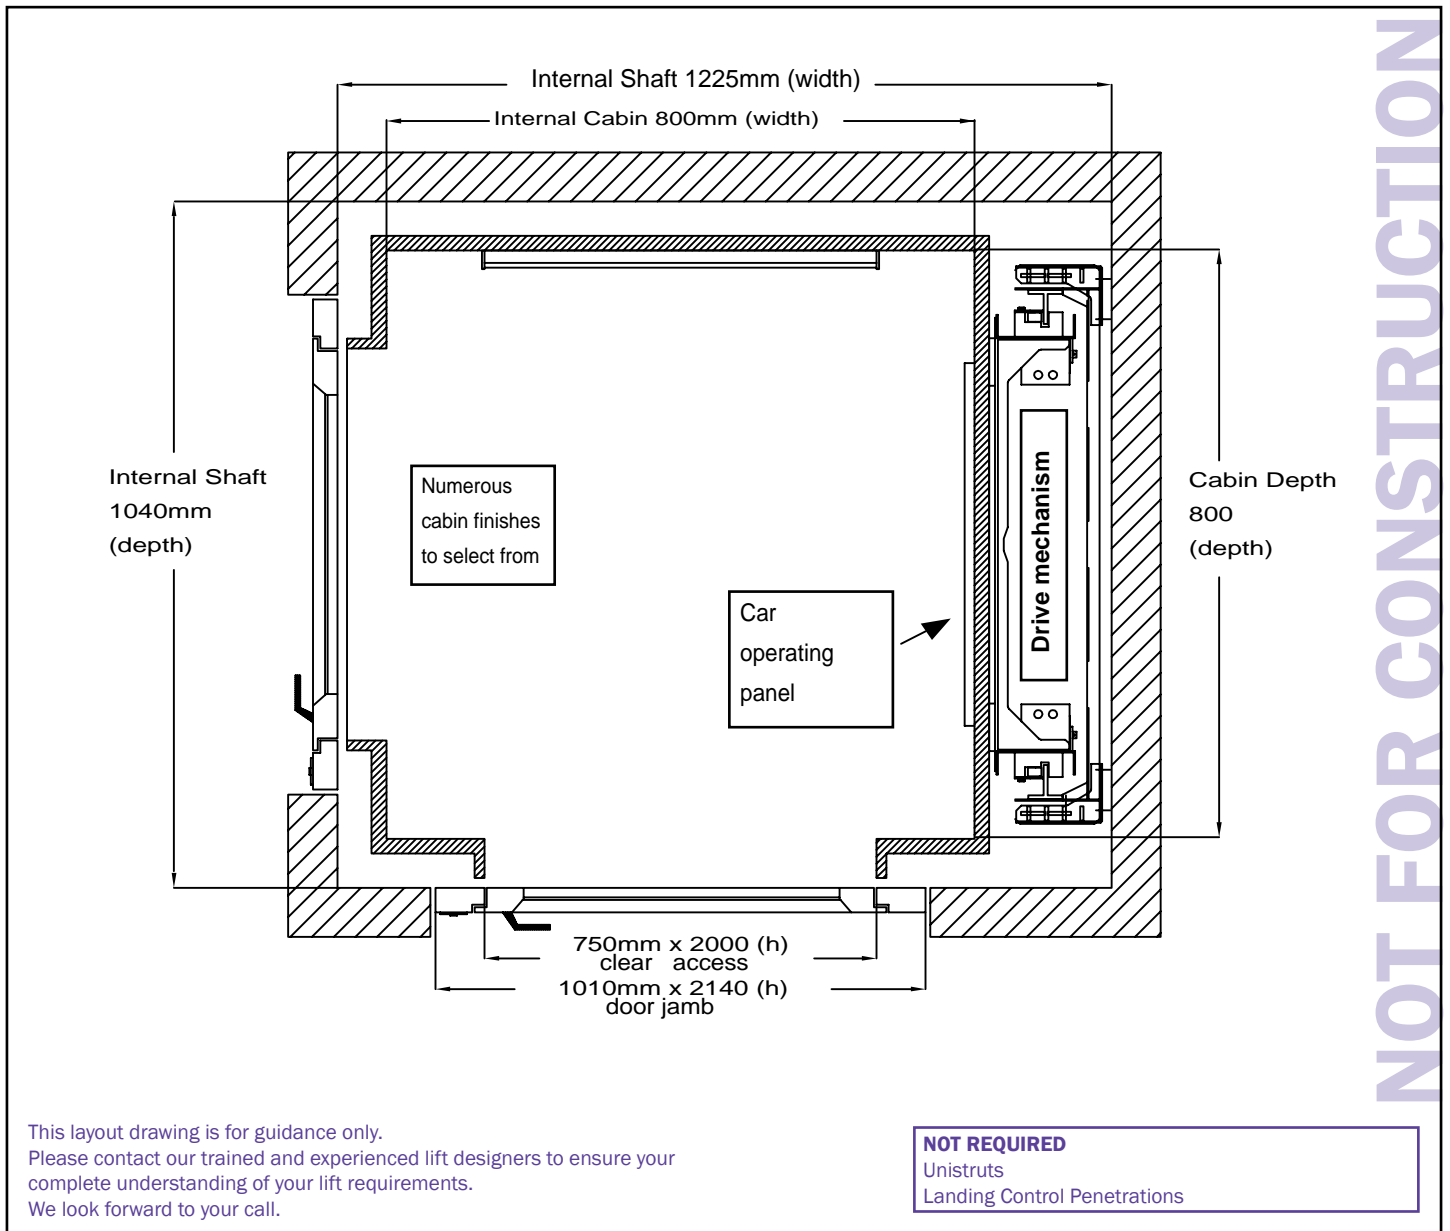 Internal Shaft 1225mm (width)
Internal Cabin 800mm (width)
Internal Shaft
1040mm
(depth)
Numerous
cabin finishes
to select from
Car
operating
panel
Drive mechanism
Cabin Depth
800
(depth)
750mm x 2000 (h)
clear access
1010mm x 2140 (h)
door jamb
NOT FOR CONSTRUCTION
This layout drawing is for guidance only.
Please contact our trained and experienced lift designers to ensure your
complete understanding of your lift requirements.
We look forward to your call.
NOT REQUIRED
Unistruts
Landing Control Penetrations